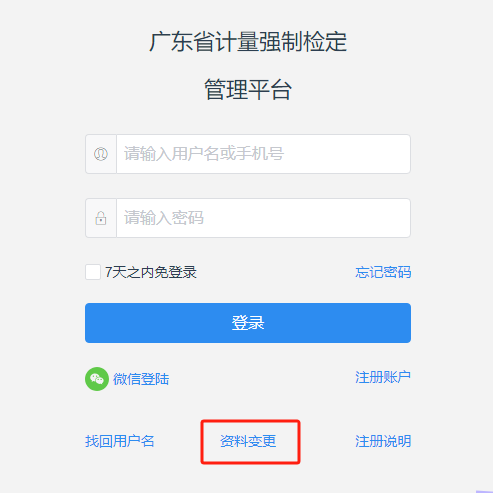 广东省计量强制检定
管理平台
请输入用户名或手机号
请输入密码
7天之内免登录 忘记密码
登录
微信登陆 注册账户
找回用户名 资料变更 注册说明